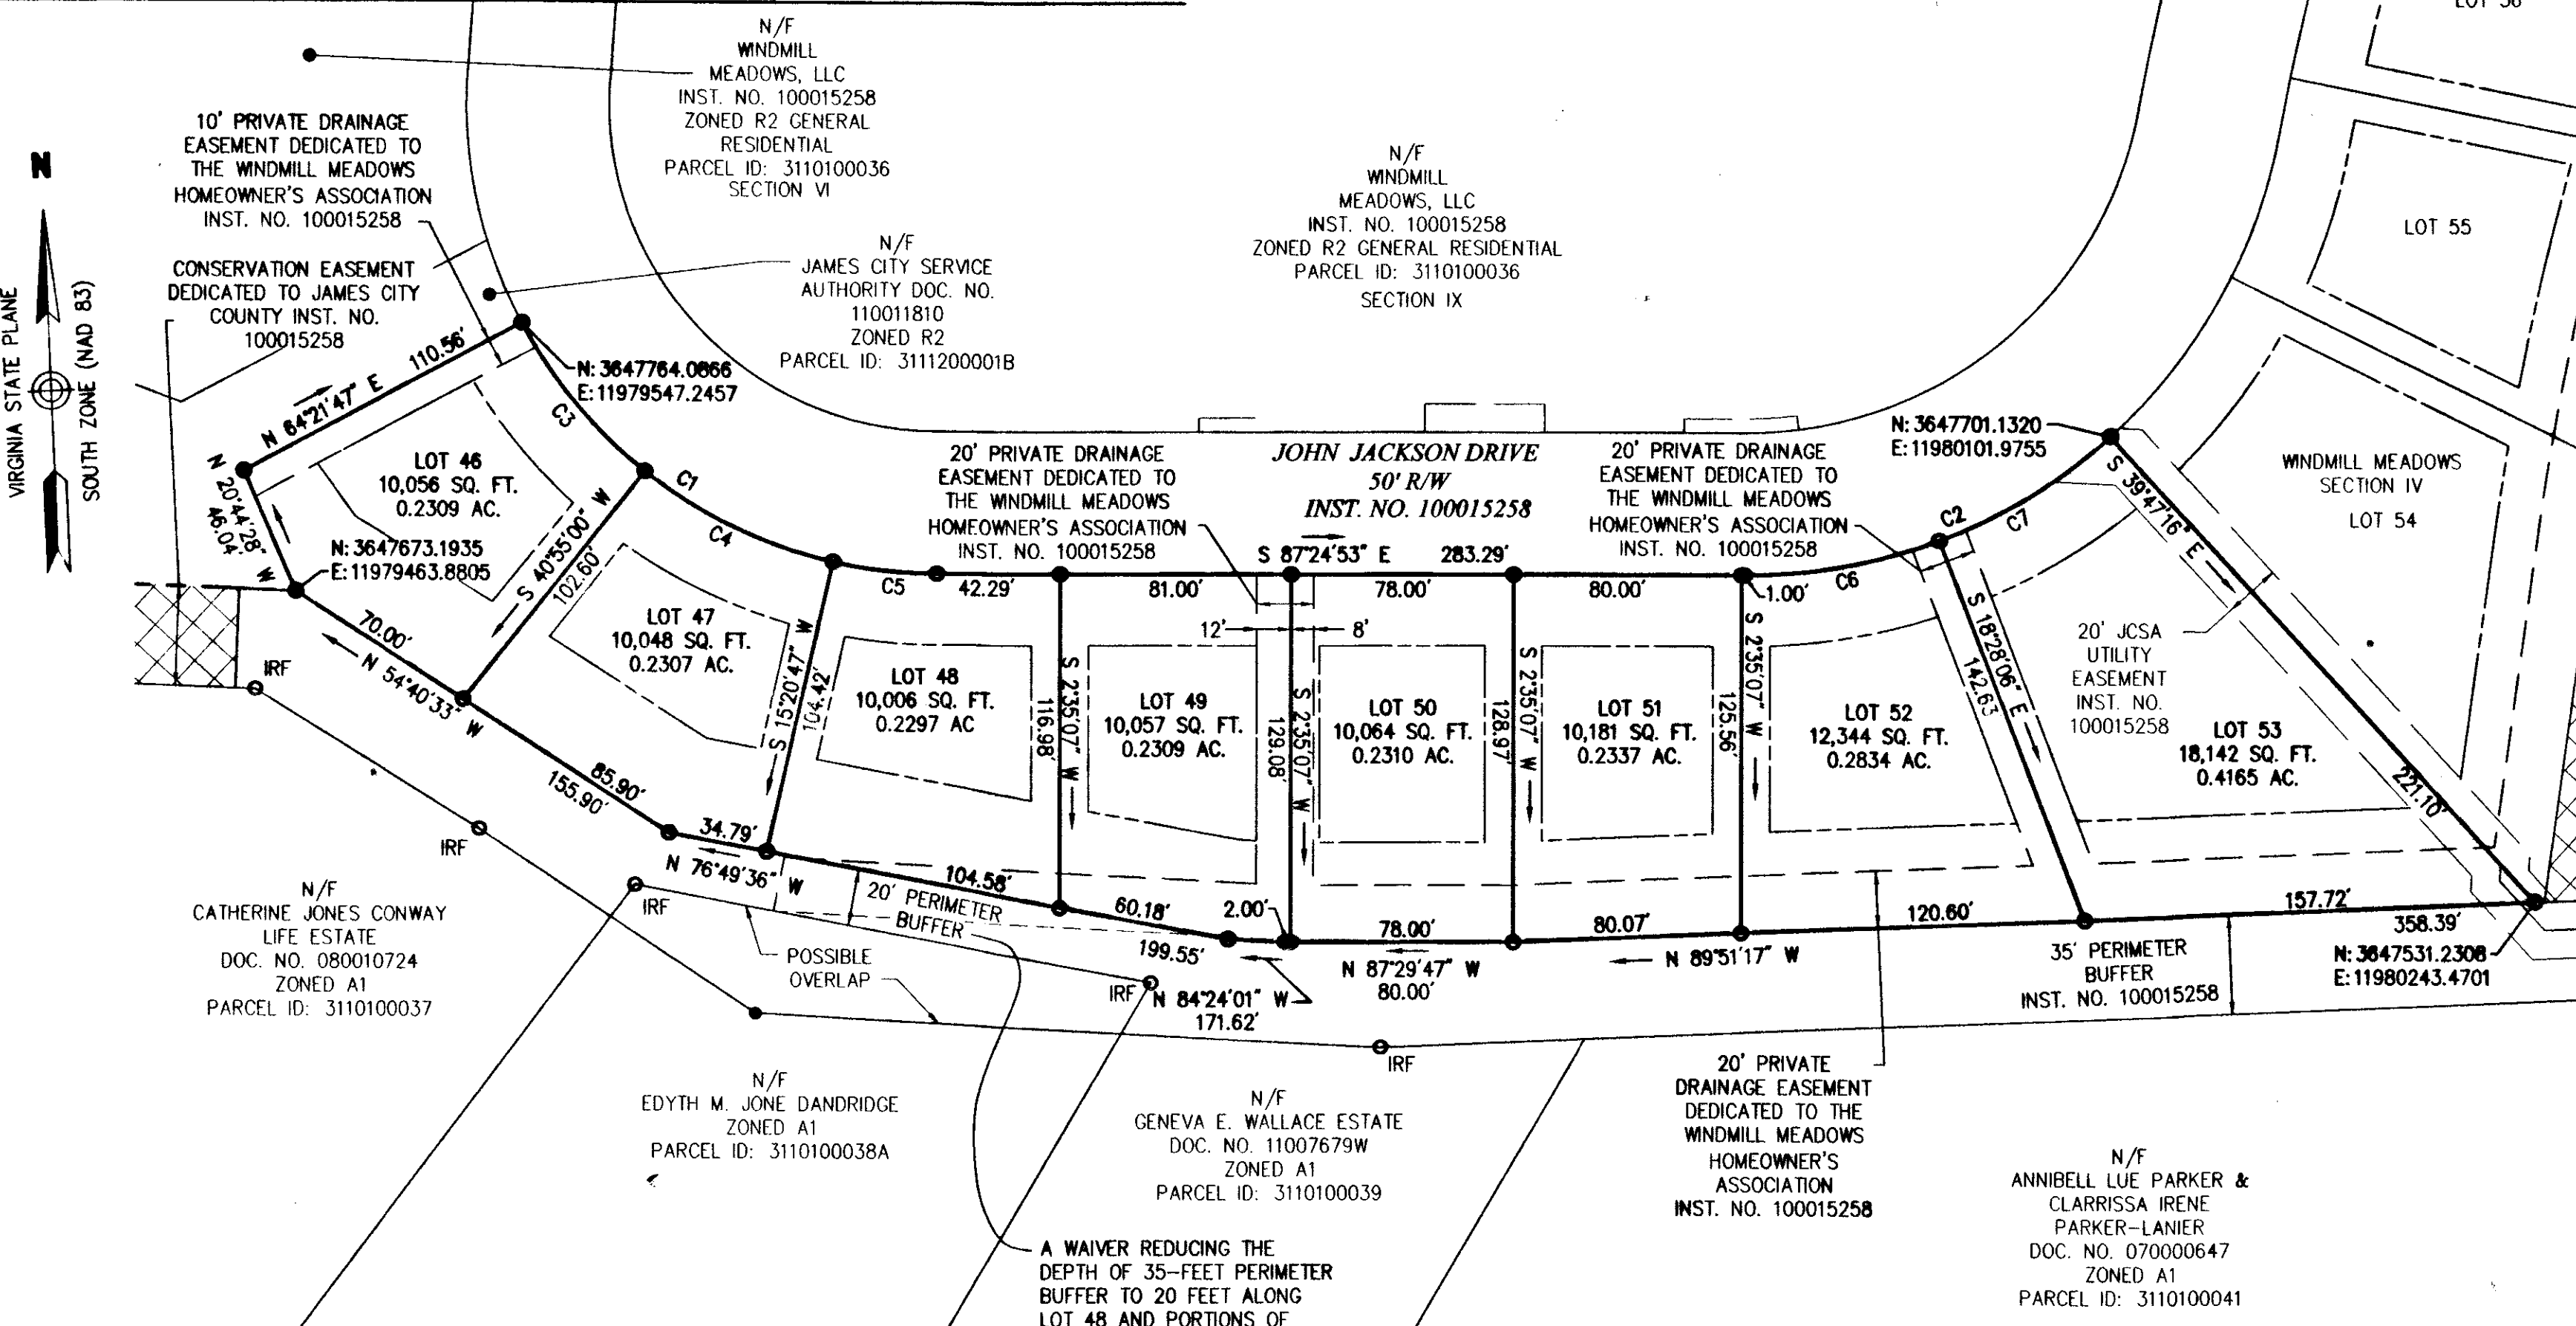 N/F
WINDMILL
MEADOWS, LLC
INST. NO. 100015258
ZONED R2 GENERAL
RESIDENTIAL
PARCEL ID: 3110100036
SECTION VI
10' PRIVATE DRAINAGE
EASEMENT DEDICATED TO
THE WINDMILL MEADOWS
HOMEOWNER'S ASSOCIATION
INST. NO. 100015258
CONSERVATION EASEMENT
DEDICATED TO JAMES CITY
COUNTY INST. NO.
100015258
N
VIRGINIA STATE PLANE
SOUTH ZONE (NAD 83)
N/F
JAMES CITY SERVICE
AUTHORITY DOC. NO.
110011810
ZONED R2
PARCEL ID: 3111200001B
N/F
WINDMILL
MEADOWS, LLC
INST. NO. 100015258
ZONED R2 GENERAL RESIDENTIAL
PARCEL ID: 3110100036
SECTION IX
LOT 55
WINDMILL MEADOWS
SECTION IV
LOT 54
N 64°21'47" E
110.56'
N: 3647764.0866
E: 11979547.2457
C3
C1
C4
C5
N 20°44'28" W
46.04'
LOT 46
10,056 SQ. FT.
0.2309 AC.
N: 3647673.1935
E: 11979463.8805
S 40°55'00" W
102.60'
20' PRIVATE DRAINAGE
EASEMENT DEDICATED TO
THE WINDMILL MEADOWS
HOMEOWNER'S ASSOCIATION
INST. NO. 100015258
JOHN JACKSON DRIVE
50' R/W
INST. NO. 100015258
20' PRIVATE DRAINAGE
EASEMENT DEDICATED TO
THE WINDMILL MEADOWS
HOMEOWNER'S ASSOCIATION
INST. NO. 100015258
N: 3647701.1320
E: 11980101.9755
S 39°47'16" E
221.10'
C2
C7
C6
S 87°24'53" E 283.29'
42.29'
81.00'
78.00'
80.00'
1.00'
12'
8'
LOT 47
10,048 SQ. FT.
0.2307 AC.
S 15°20'47" W
104.42'
LOT 48
10,006 SQ. FT.
0.2297 AC
S 2°35'07" W
116.98'
LOT 49
10,057 SQ. FT.
0.2309 AC.
S 2°35'07" W
129.08'
LOT 50
10,064 SQ. FT.
0.2310 AC.
S 2°35'07" W
128.97'
LOT 51
10,181 SQ. FT.
0.2337 AC.
S 2°35'07" W
125.56'
LOT 52
12,344 SQ. FT.
0.2834 AC.
S 18°28'06" E
142.63'
20' JCSA
UTILITY
EASEMENT
INST. NO.
100015258
LOT 53
18,142 SQ. FT.
0.4165 AC.
IRF
70.00'
N 54°40'33" W
85.90'
155.90'
IRF
34.79'
N 76°49'36" W
IRF
104.58'
20' PERIMETER
BUFFER
60.18'
199.55'
2.00'
POSSIBLE
OVERLAP
IRF
N 84°24'01" W
171.62'
78.00'
N 87°29'47" W
80.00'
80.07'
N 89°51'17" W
120.60'
157.72'
358.39'
35' PERIMETER
BUFFER
INST. NO. 100015258
N: 3647531.2308
E: 11980243.4701
IRF
N/F
CATHERINE JONES CONWAY
LIFE ESTATE
DOC. NO. 080010724
ZONED A1
PARCEL ID: 3110100037
N/F
EDYTH M. JONE DANDRIDGE
ZONED A1
PARCEL ID: 3110100038A
N/F
GENEVA E. WALLACE ESTATE
DOC. NO. 11007679W
ZONED A1
PARCEL ID: 3110100039
20' PRIVATE
DRAINAGE EASEMENT
DEDICATED TO THE
WINDMILL MEADOWS
HOMEOWNER'S
ASSOCIATION
INST. NO. 100015258
N/F
ANNIBELL LUE PARKER &
CLARRISSA IRENE
PARKER-LANIER
DOC. NO. 070000647
ZONED A1
PARCEL ID: 3110100041
A WAIVER REDUCING THE
DEPTH OF 35-FEET PERIMETER
BUFFER TO 20 FEET ALONG
LOT 48 AND PORTIONS OF